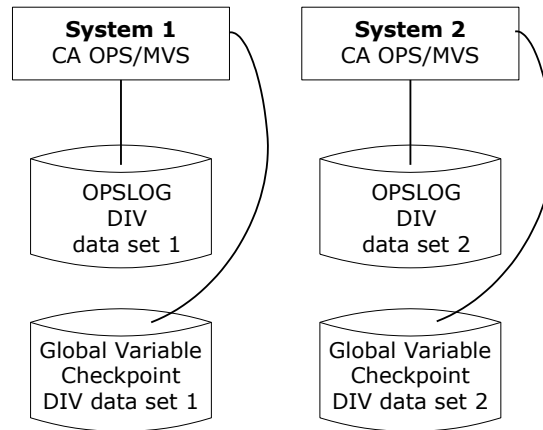 System 1
CA OPS/MVS
System 2
CA OPS/MVS
OPSLOG
DIV
data set 1
OPSLOG
DIV
data set 2
Global Variable
Checkpoint
DIV data set 1
Global Variable
Checkpoint
DIV data set 2